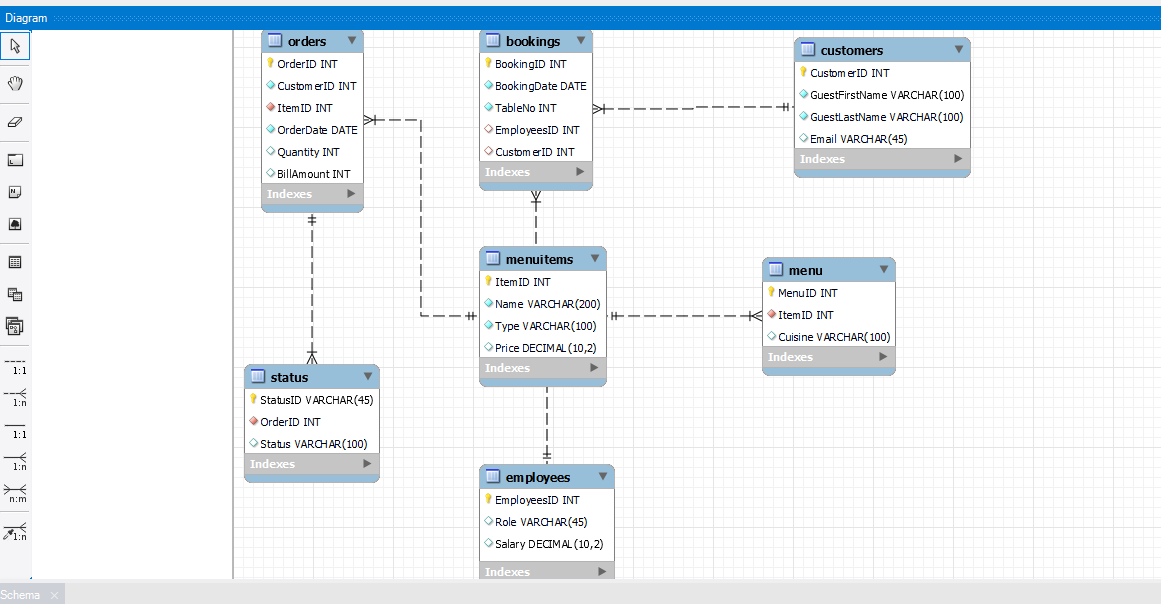 Diagram
orders
OrderID INT
CustomerID INT
ItemID INT
OrderDate DATE
Quantity INT
BillAmount INT
Indexes
bookings
BookingID INT
BookingDate DATE
TableNo INT
EmployeesID INT
CustomerID INT
Indexes
customers
CustomerID INT
GuestFirstName VARCHAR(100)
GuestLastName VARCHAR(100)
Email VARCHAR(45)
Indexes
menuitems
ItemID INT
Name VARCHAR(200)
Type VARCHAR(100)
Price DECIMAL(10,2)
Indexes
menu
MenuID INT
ItemID INT
Cuisine VARCHAR(100)
Indexes
status
StatusID VARCHAR(45)
OrderID INT
Status VARCHAR(100)
Indexes
employees
EmployeesID INT
Role VARCHAR(45)
Salary DECIMAL(10,2)
Indexes
1:1
1:n
1:1
1:n
n:m
1:n
Schema